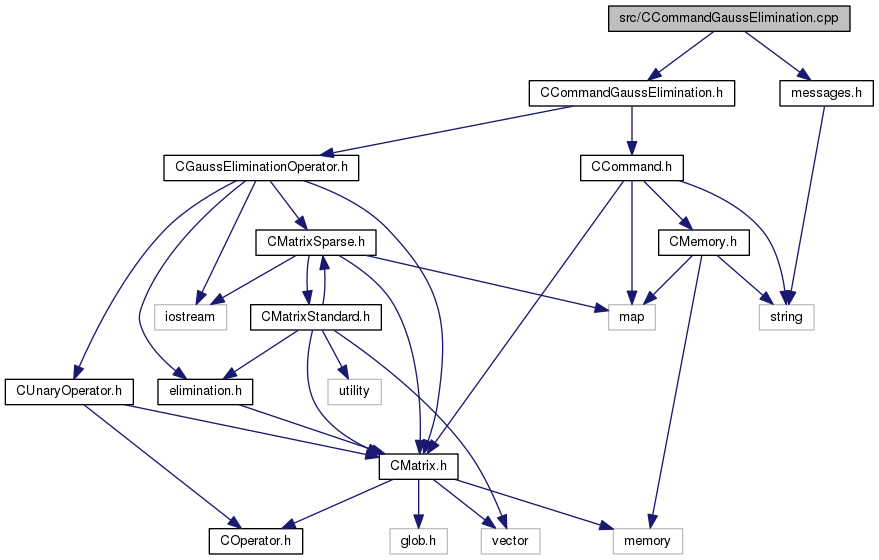 src/CCommandGaussElimination.cpp
CCommandGaussElimination.h
messages.h
CGaussEliminationOperator.h
CCommand.h
CMatrixSparse.h
CMemory.h
iostream
CMatrixStandard.h
map
string
CUnaryOperator.h
elimination.h
utility
CMatrix.h
COperator.h
glob.h
vector
memory